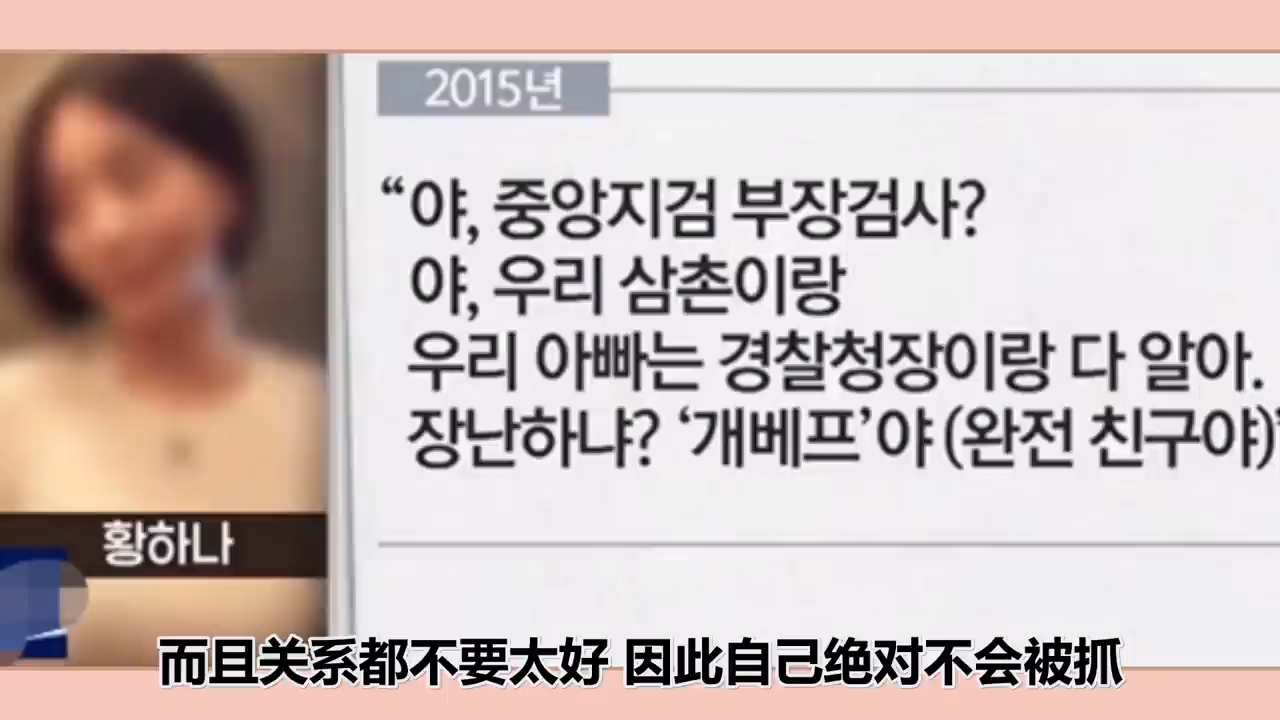 2015년
“야, 중앙지검 부장검사?
야, 우리 삼촌이랑
우리 아빠는 경찰청장이랑 다 알아.
장난하냐? ‘개베프’야 (완전 친구야)”
황하나
而且关系都不要太好 因此自己绝对不会被抓